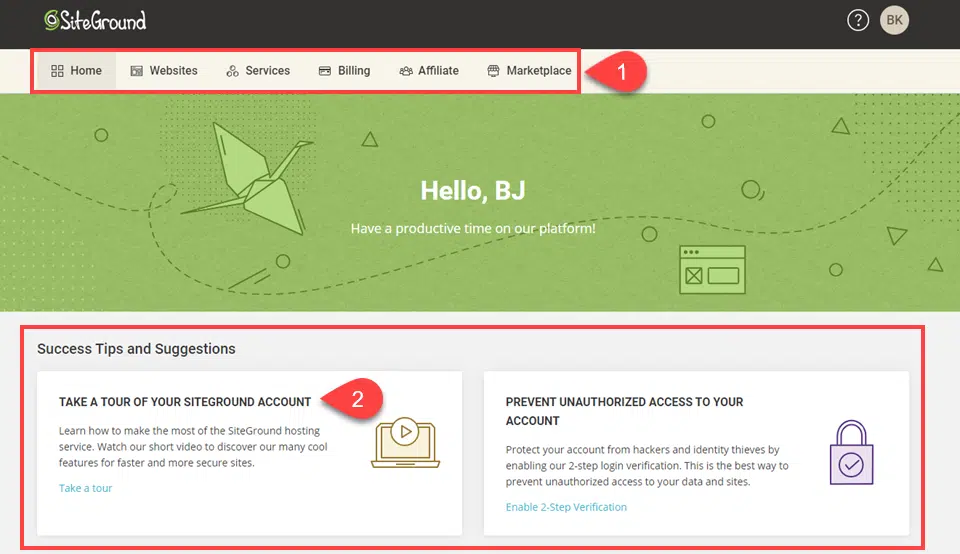 SiteGround
? BK
Home Websites Services Billing Affiliate Marketplace
1
Hello, BJ
Have a productive time on our platform!
Success Tips and Suggestions
TAKE A TOUR OF YOUR SITEGROUND ACCOUNT
2
Learn how to make the most of the SiteGround hosting
service. Watch our short video to discover our many cool
features for faster and more secure sites.
Take a tour
PREVENT UNAUTHORIZED ACCESS TO YOUR
ACCOUNT
Protect your account from hackers and identity thieves by
enabling our 2-step login verification. This is the best way to
prevent unauthorized access to your data and sites.
Enable 2-Step Verification